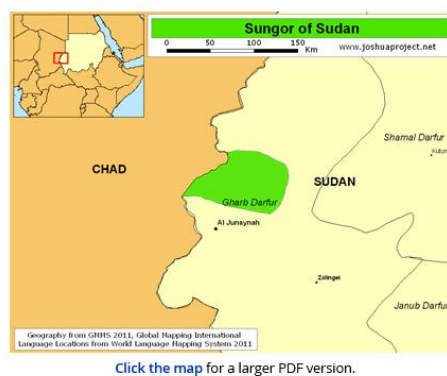 Sungor of Sudan
0 50 100 150
Km
www.joshuaproject.net
Shamal Darfur
Kutum
CHAD
SUDAN
Gharb Darfur
Al Junaynah
Zalingei
Janub Darfur
Geography from GMMS 2011, Global Mapping International
Language Locations from World Language Mapping System 2011
Click the map for a larger PDF version.